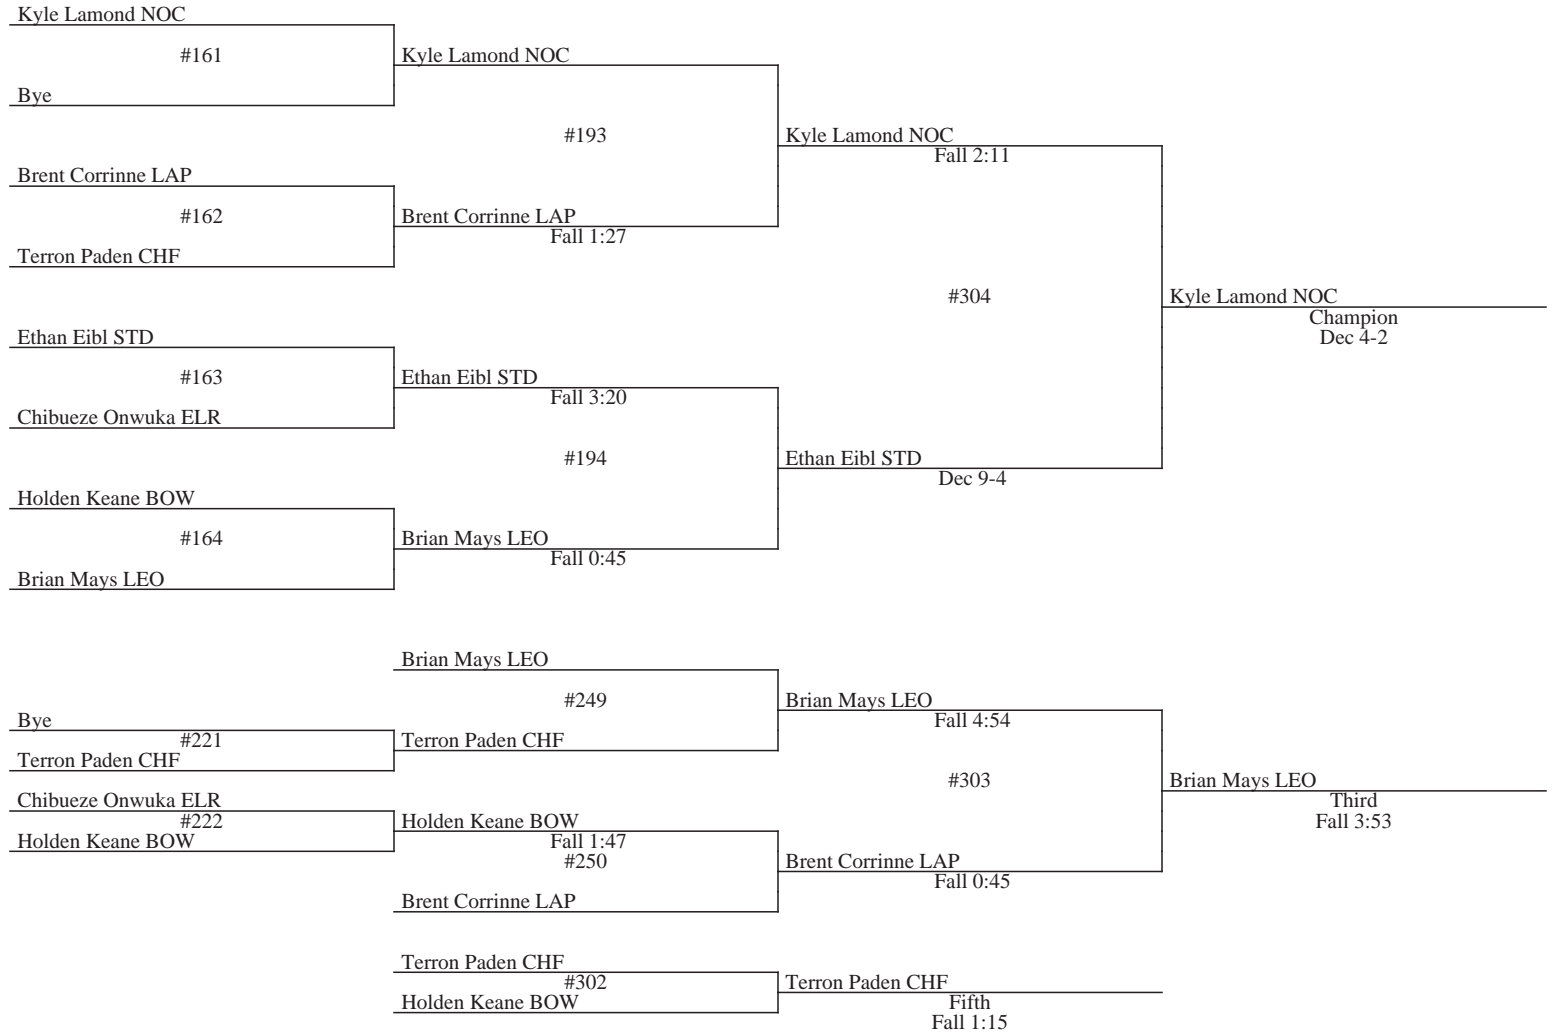 Kyle Lamond NOC
#161
Kyle Lamond NOC
Bye
#193
Kyle Lamond NOC
Fall 2:11
Brent Corrinne LAP
#162
Brent Corrinne LAP
Fall 1:27
Terron Paden CHF
#304
Kyle Lamond NOC
Champion
Dec 4-2
Ethan Eibl STD
#163
Ethan Eibl STD
Fall 3:20
Chibueze Onwuka ELR
#194
Ethan Eibl STD
Dec 9-4
Holden Keane BOW
#164
Brian Mays LEO
Fall 0:45
Brian Mays LEO
Brian Mays LEO
#249
Brian Mays LEO
Fall 4:54
Bye
#221
Terron Paden CHF
Terron Paden CHF
#303
Brian Mays LEO
Third
Fall 3:53
Chibueze Onwuka ELR
#222
Holden Keane BOW
Holden Keane BOW
Fall 1:47
#250
Brent Corrinne LAP
Fall 0:45
Brent Corrinne LAP
Terron Paden CHF
#302
Terron Paden CHF
Holden Keane BOW
Fifth
Fall 1:15